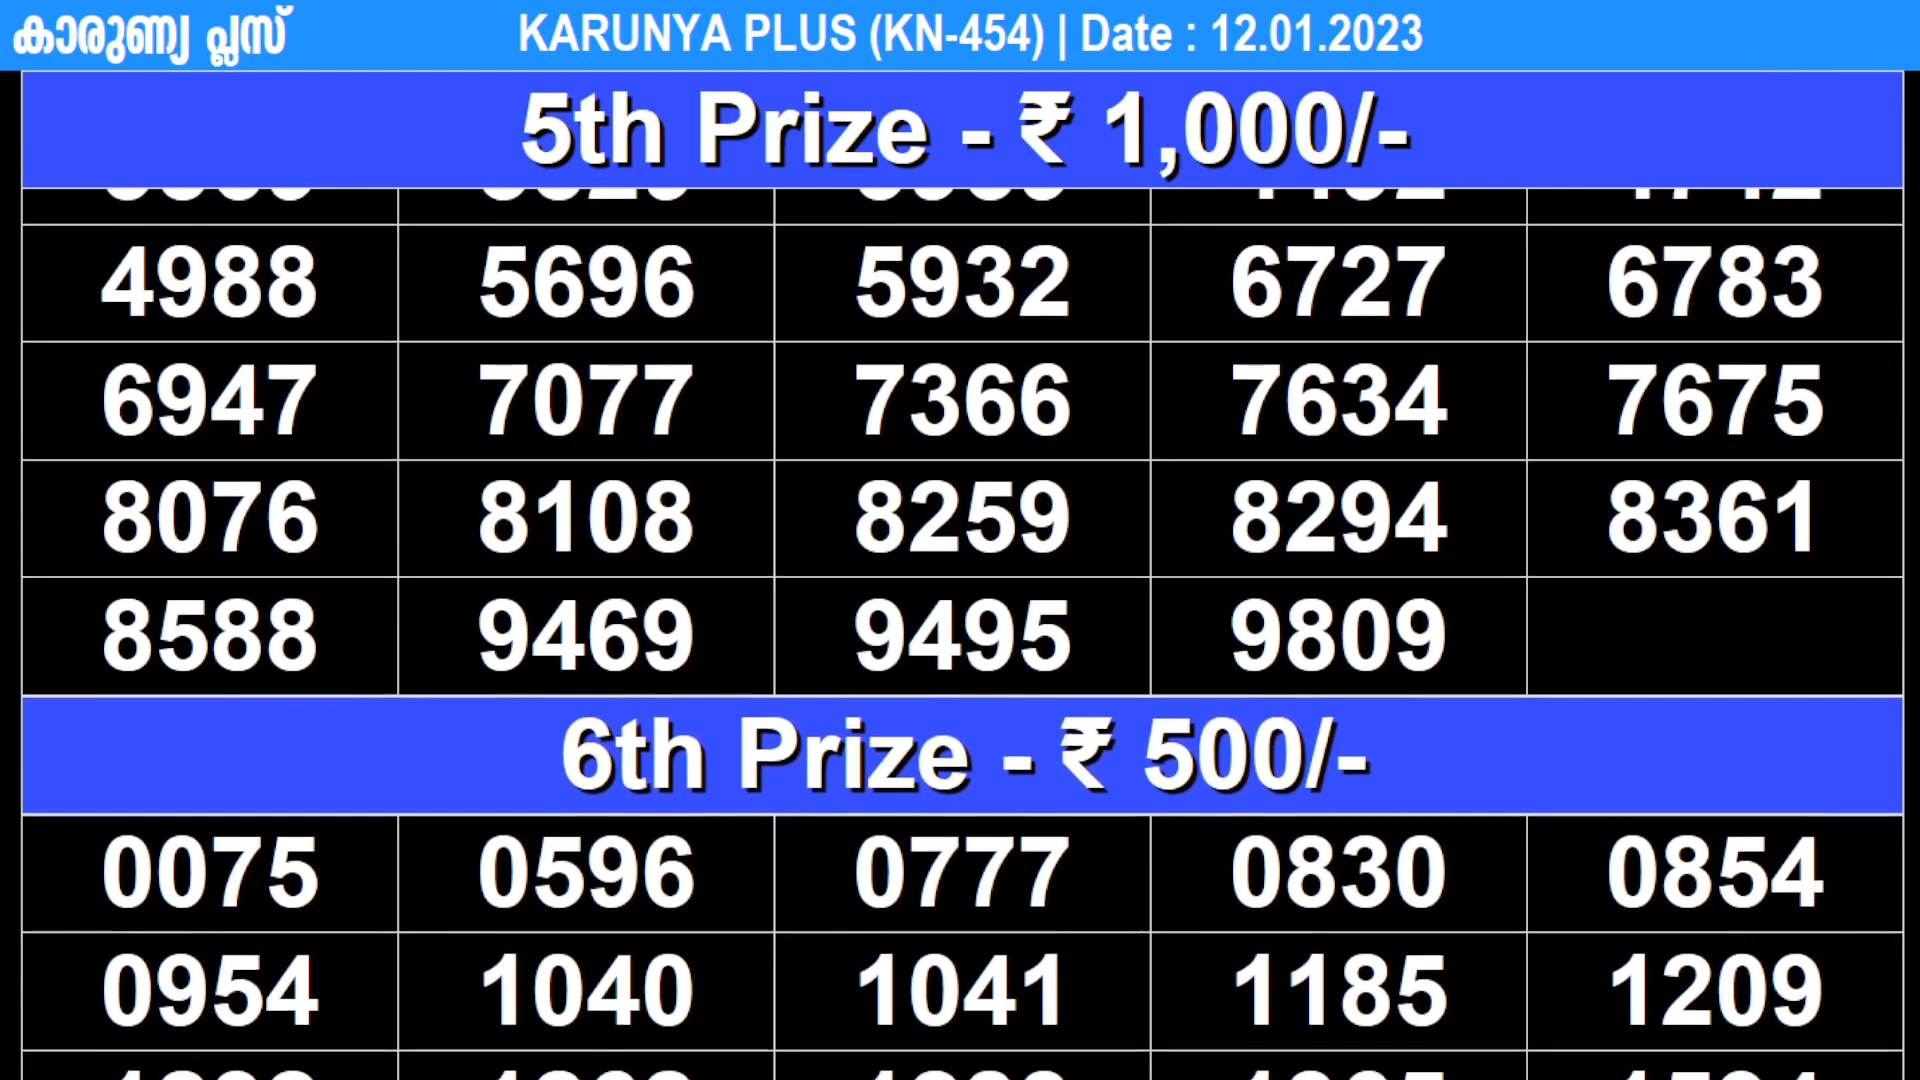 കാരുണ്യ പ്ലസ് KARUNYA PLUS (KN-454) | Date : 12.01.2023
5th Prize - ₹ 1,000/-
4988 5696 5932 6727 6783
6947 7077 7366 7634 7675
8076 8108 8259 8294 8361
8588 9469 9495 9809
6th Prize - ₹ 500/-
0075 0596 0777 0830 0854
0954 1040 1041 1185 1209